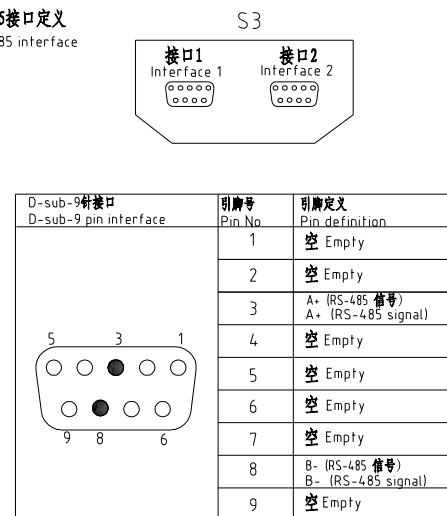 接口定义
85 interface
S3
接口1
Interface 1
接口2
Interface 2
D-sub-9针接口
D-sub-9 pin interface
引脚号
Pin No
引脚定义
Pin definition
1
空 Empty
2
空 Empty
3
A+ (RS-485 信号)
A+ (RS-485 signal)
4
空 Empty
5
空 Empty
6
空 Empty
7
空 Empty
8
B- (RS-485 信号)
B- (RS-485 signal)
9
空 Empty
5 3 1
9 8 6